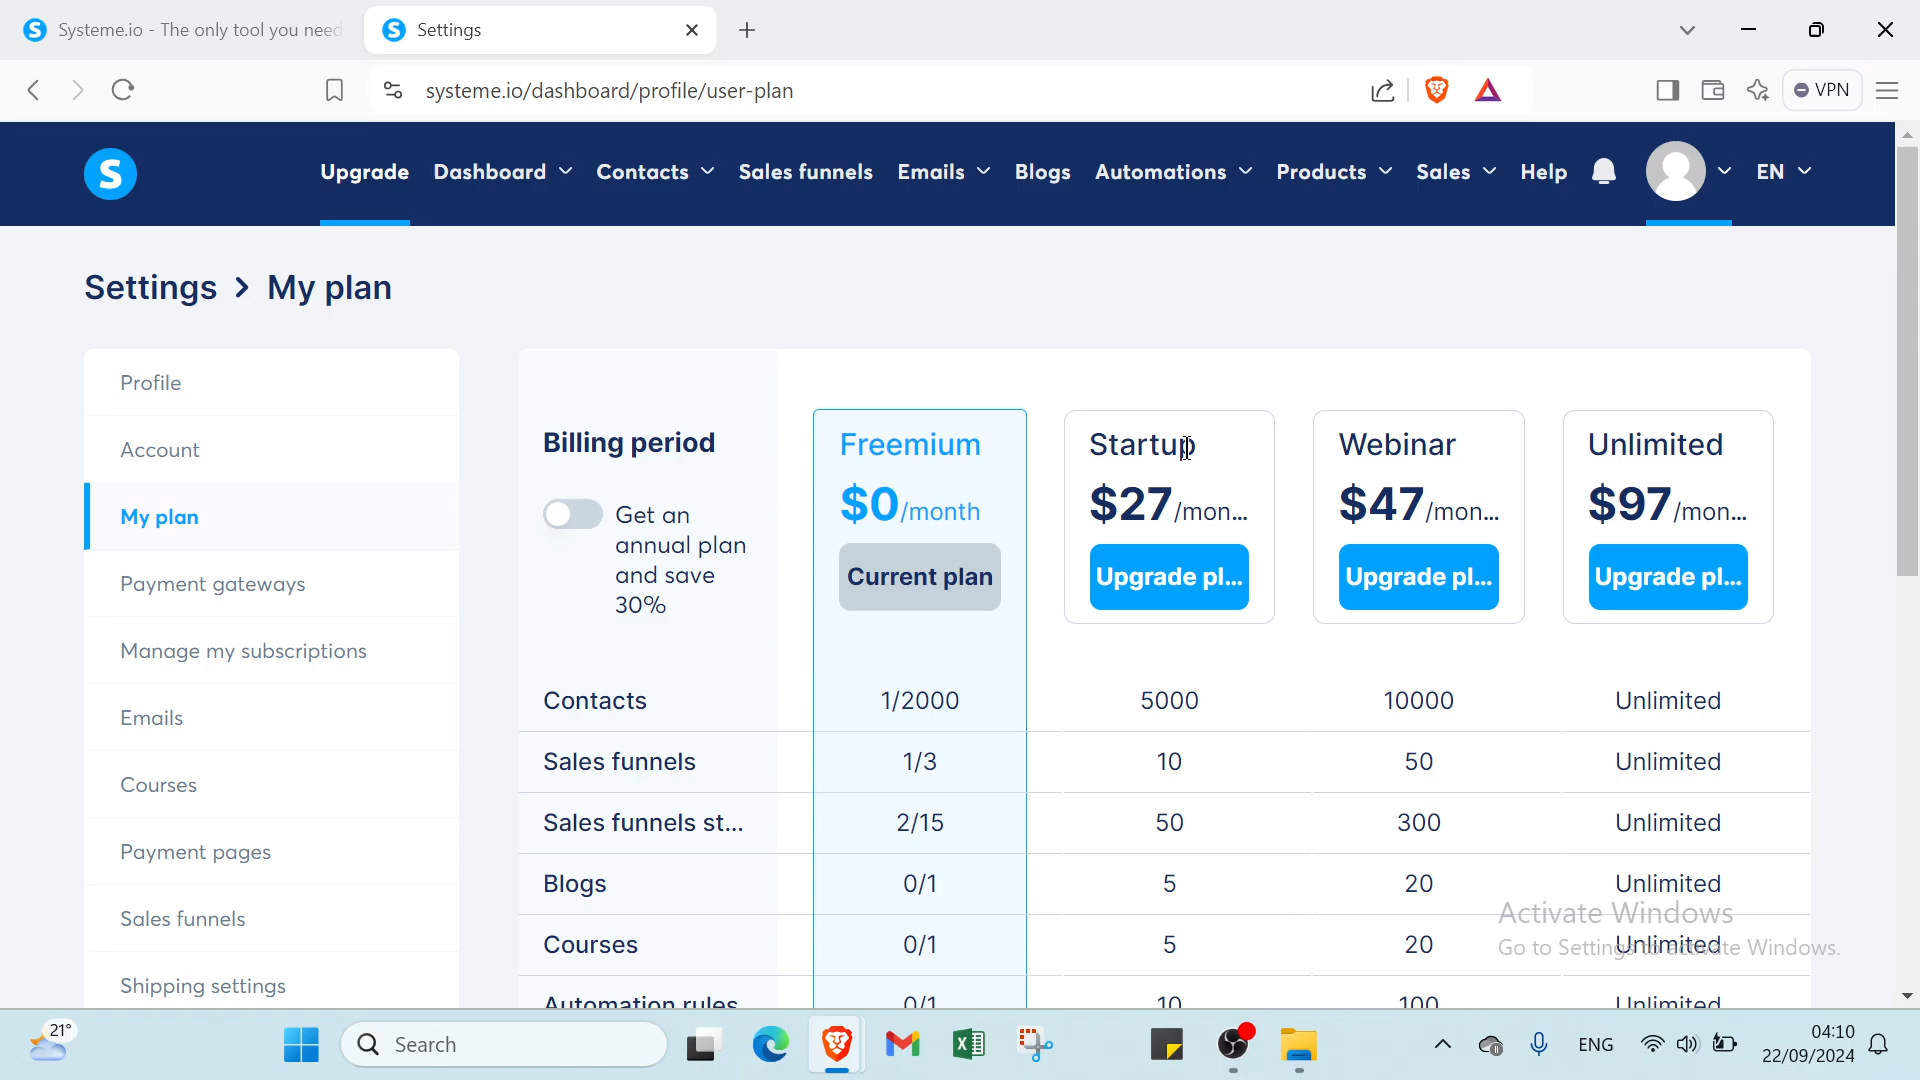 Systeme.io - The only tool you need
Settings
systeme.io/dashboard/profile/user-plan
VPN
S
Upgrade Dashboard Contacts Sales funnels Emails Blogs Automations Products Sales Help EN
Settings > My plan
Profile
Account
My plan
Payment gateways
Manage my subscriptions
Emails
Courses
Payment pages
Sales funnels
Shipping settings
Billing period
Get an
annual plan
and save
30%
Freemium
$0/month
Current plan
Startup
$27/mon...
Upgrade pl...
Webinar
$47/mon...
Upgrade pl...
Unlimited
$97/mon...
Upgrade pl...
Contacts 1/2000 5000 10000 Unlimited
Sales funnels 1/3 10 50 Unlimited
Sales funnels st... 2/15 50 300 Unlimited
Blogs 0/1 5 20 Unlimited
Courses 0/1 5 20 Unlimited
Automation rules 0/1 10 100 Unlimited
Activate Windows
Go to Settings to activate Windows.
21°
Search
ENG
04:10
22/09/2024